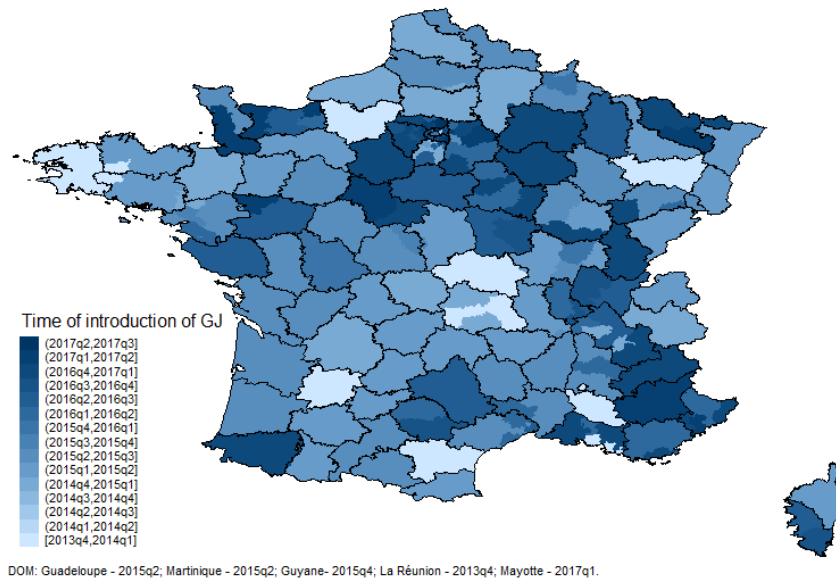 Time of introduction of GJ
(2017q2,2017q3]
(2017q1,2017q2]
(2016q4,2017q1]
(2016q3,2016q4]
(2016q2,2016q3]
(2016q1,2016q2]
(2015q4,2016q1]
(2015q3,2015q4]
(2015q2,2015q3]
(2015q1,2015q2]
(2014q4,2015q1]
(2014q3,2014q4]
(2014q2,2014q3]
(2014q1,2014q2]
[2013q4,2014q1]
DOM: Guadeloupe - 2015q2; Martinique - 2015q2; Guyane- 2015q4; La Réunion - 2013q4; Mayotte - 2017q1.